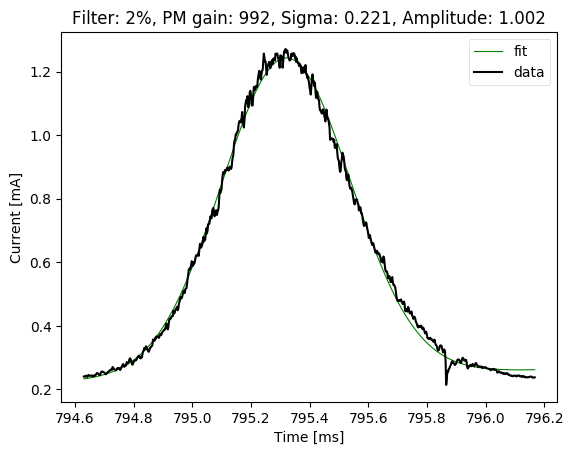 Filter: 2%, PM gain: 992, Sigma: 0.221, Amplitude: 1.002
fit
data
1.2
1.0
0.8
0.6
0.4
0.2
Current [mA]
794.6 794.8 795.0 795.2 795.4 795.6 795.8 796.0 796.2
Time [ms]